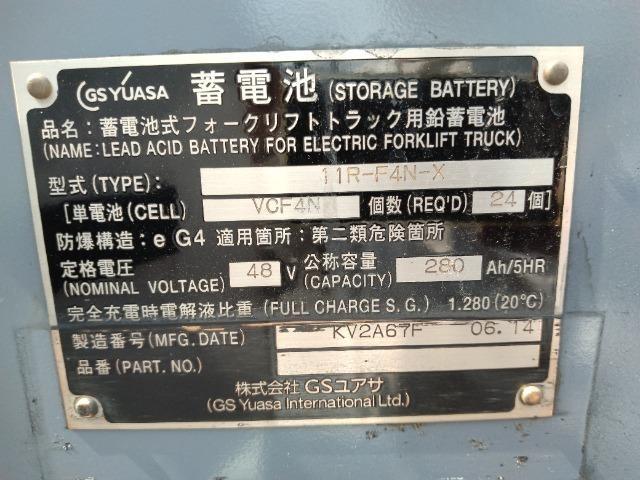 GS YUASA 蓄電池 (STORAGE BATTERY)
品名：蓄電池式フォークリフトトラック用鉛蓄電池
(NAME: LEAD ACID BATTERY FOR ELECTRIC FORKLIFT TRUCK)
型式 (TYPE): 11R-F4N-X
[単電池 (CELL) VCF4N 個数 (REQ'D) 24 個]
防爆構造：e G4 適用箇所：第二類危険箇所
定格電圧 (NOMINAL VOLTAGE) 48 V 公称容量 (CAPACITY) 280 Ah/5HR
完全充電時電解液比重 (FULL CHARGE S.G.) 1.280 (20℃)
製造番号 (MFG.DATE) KV2A67F 06.14
品番 (PART.NO.)
株式会社 GSユアサ
(GS Yuasa International Ltd.)